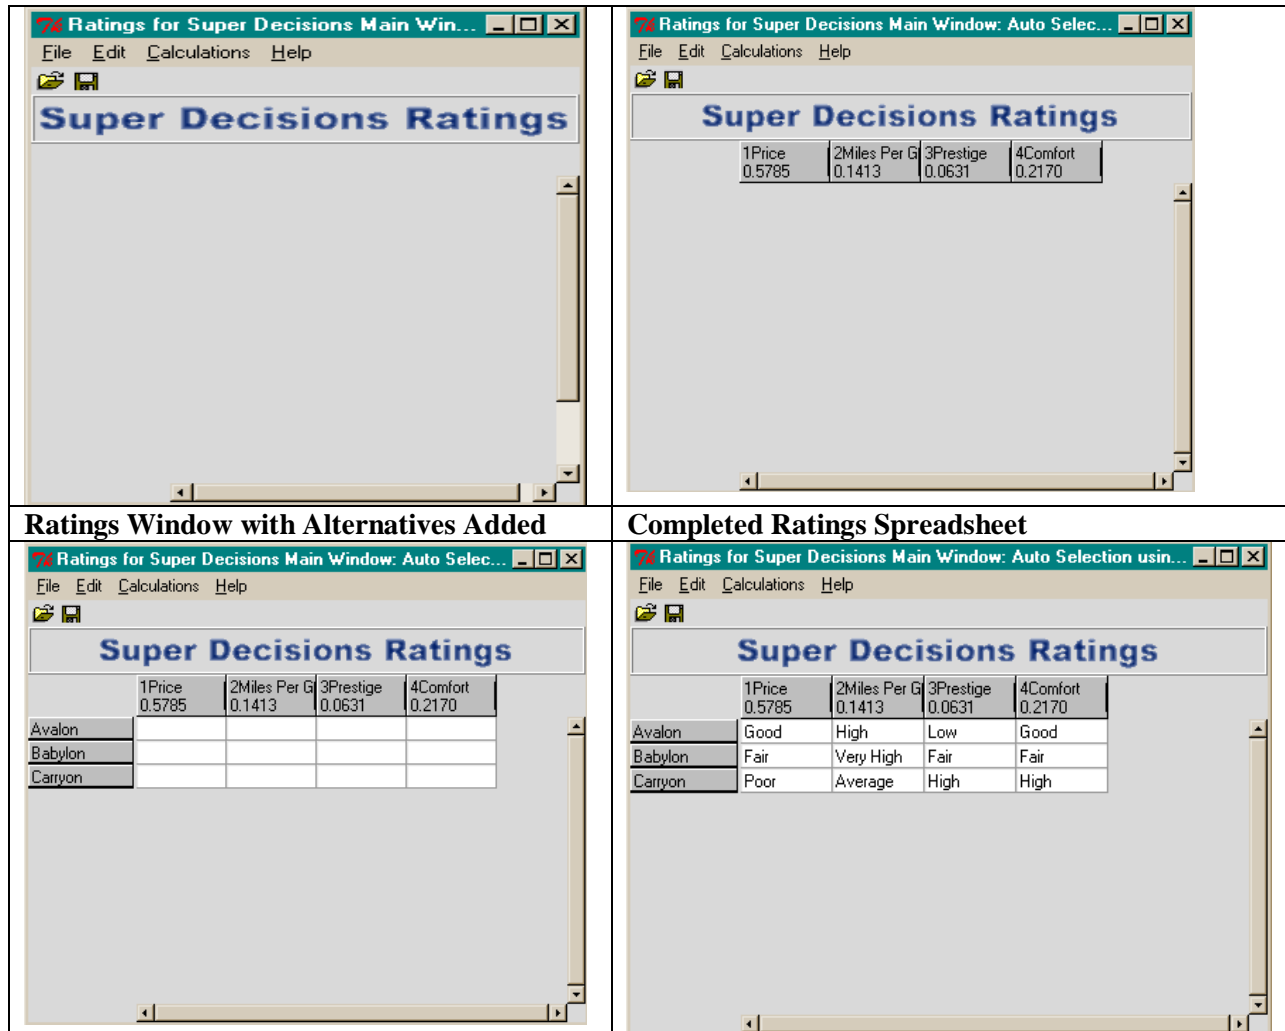 Ratings for Super Decisions Main Win...
File Edit Calculations Help
Super Decisions Ratings
Ratings for Super Decisions Main Window: Auto Selec...
File Edit Calculations Help
Super Decisions Ratings
1Price 2Miles Per G 3Prestige 4Comfort
0.5785 0.1413 0.0631 0.2170
Ratings Window with Alternatives Added
Ratings for Super Decisions Main Window: Auto Selec...
File Edit Calculations Help
Super Decisions Ratings
1Price 2Miles Per G 3Prestige 4Comfort
0.5785 0.1413 0.0631 0.2170
Avalon
Babylon
Carryon
Completed Ratings Spreadsheet
Ratings for Super Decisions Main Window: Auto Selection usin...
File Edit Calculations Help
Super Decisions Ratings
1Price 2Miles Per G 3Prestige 4Comfort
0.5785 0.1413 0.0631 0.2170
Avalon Good High Low Good
Babylon Fair Very High Fair Fair
Carryon Poor Average High High